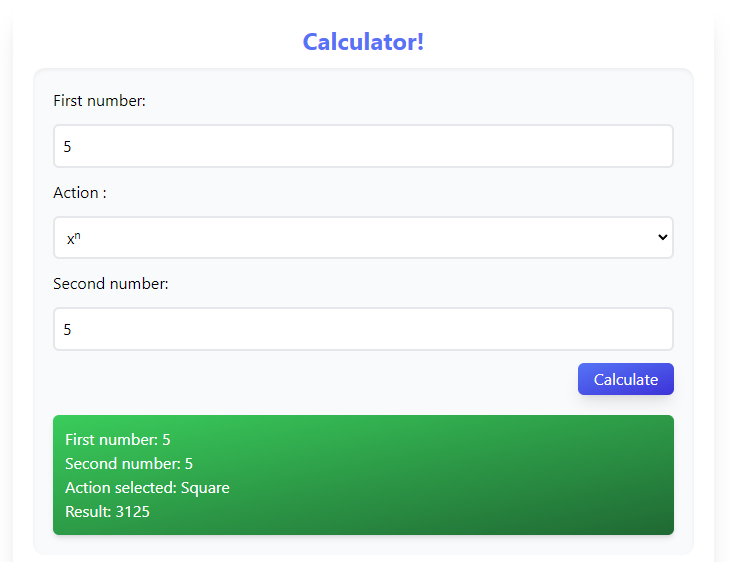 Calculator!
First number:
5
Action :
xⁿ
Second number:
5
Calculate
First number: 5
Second number: 5
Action selected: Square
Result: 3125